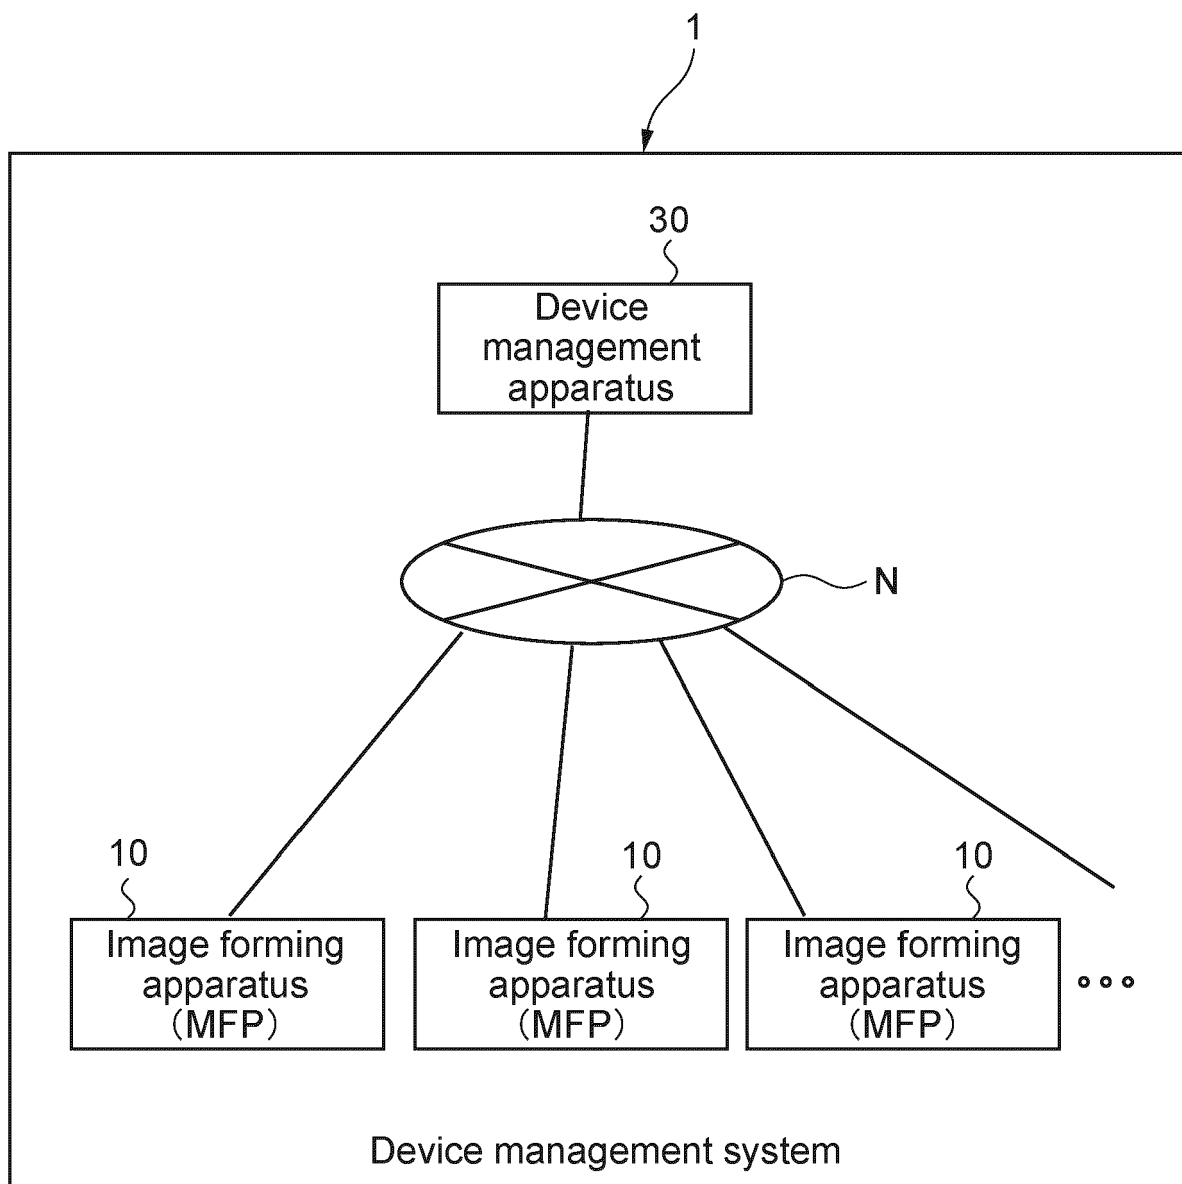 1
30
Device
management
apparatus
N
10
10
10
Image forming
apparatus
(MFP)
Image forming
apparatus
(MFP)
Image forming
apparatus
(MFP)
Device management system